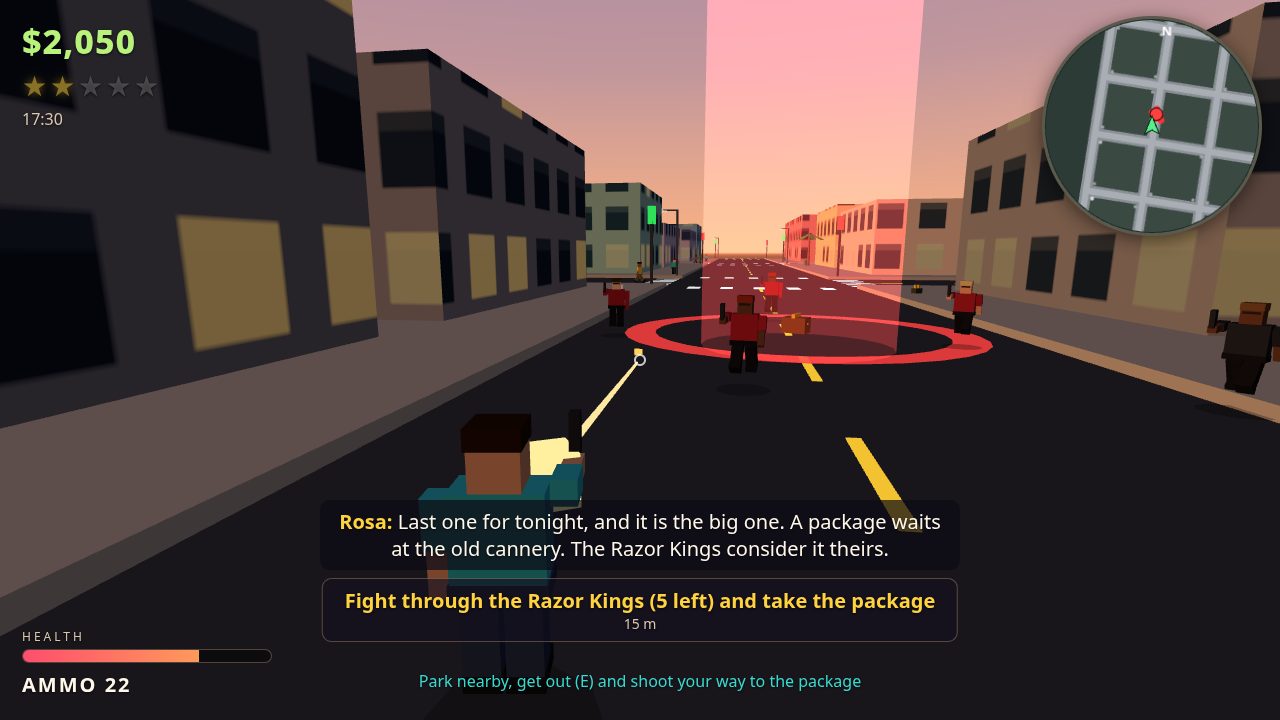 $2,050
17:30
N
Rosa: Last one for tonight, and it is the big one. A package waits
at the old cannery. The Razor Kings consider it theirs.
Fight through the Razor Kings (5 left) and take the package
15 m
HEALTH
AMMO 22
Park nearby, get out (E) and shoot your way to the package